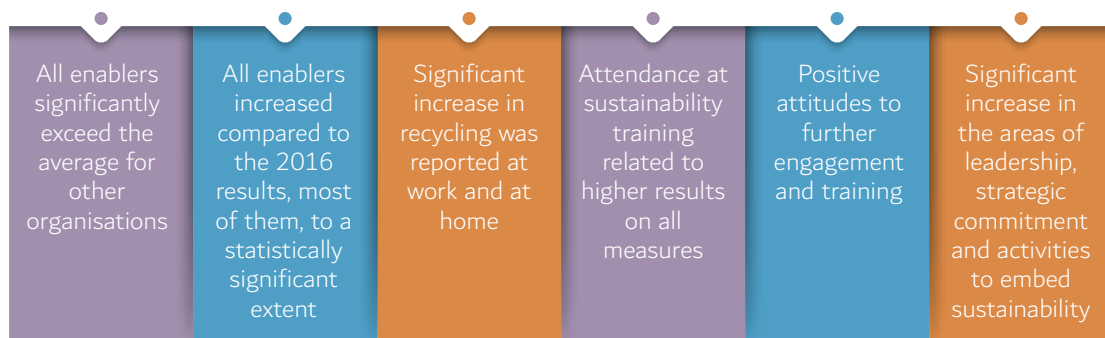 All enablers
significantly
exceed the
average for
other
organisations
All enablers
increased
compared to
the 2016
results, most
of them, to a
statistically
significant
extent
Significant
increase in
recycling was
reported at
work and at
home
Attendance at
sustainability
training
related to
higher results
on all
measures
Positive
attitudes to
further
engagement
and training
Significant
increase in
the areas of
leadership,
strategic
commitment
and activities
to embed
sustainability